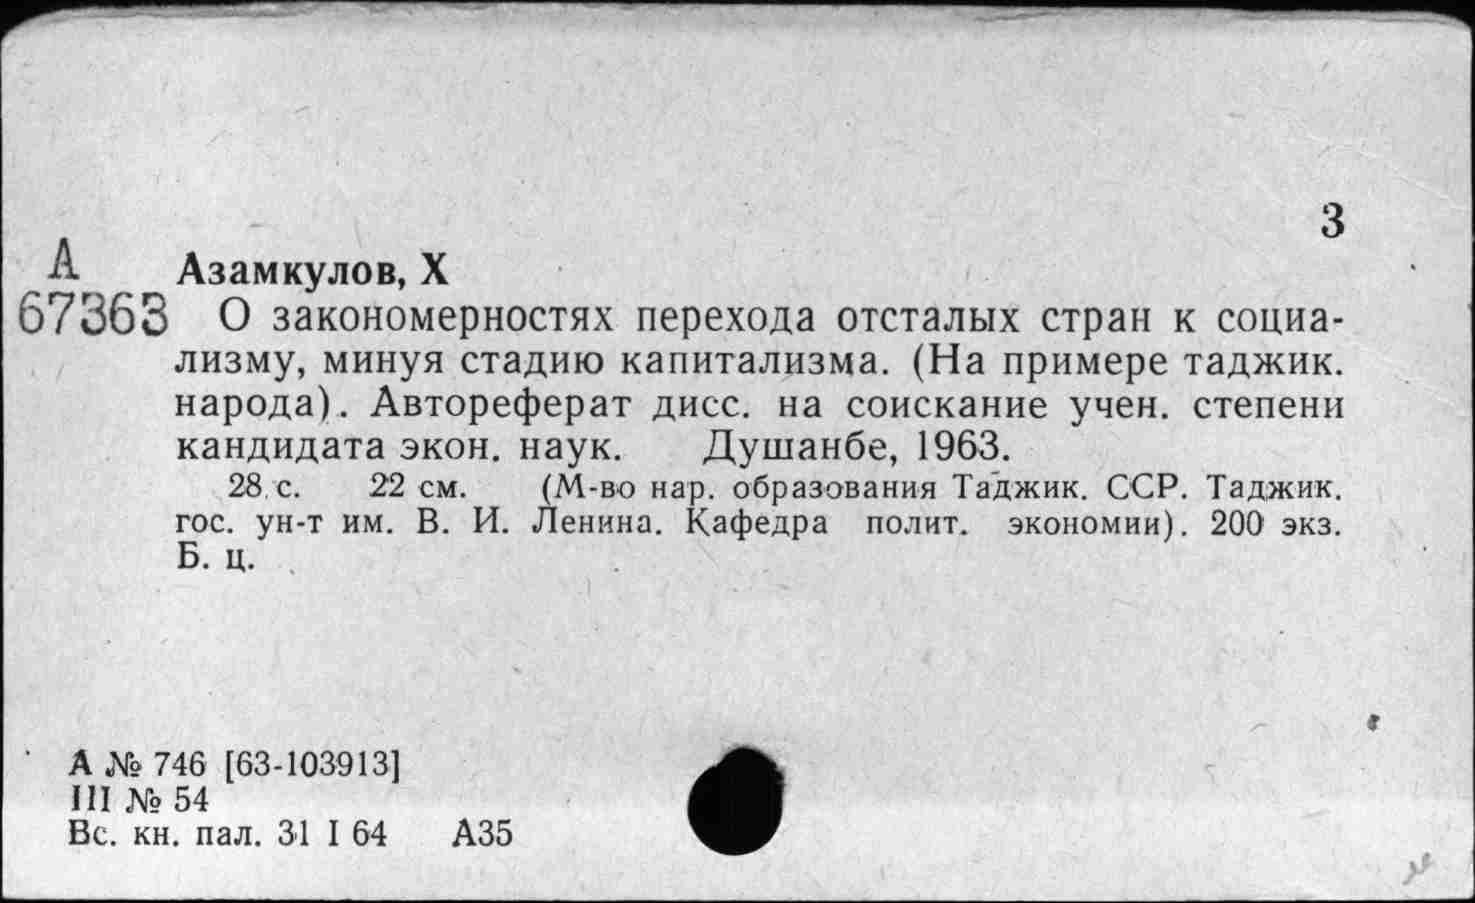 3
А Азамкулов, Х
67363 О закономерностях перехода отсталых стран к социа-
лизму, минуя стадию капитализма. (На примере таджик.
народа). Автореферат дисс. на соискание учен. степени
кандидата экон. наук. Душанбе, 1963.
28 с. 22 см. (М-во нар. образования Таджик. ССР. Таджик.
гос. ун-т им. В. И. Ленина. Кафедра полит. экономии). 200 экз.
Б. ц.
А № 746 [63-103913]
III № 54
Вс. кн. пал. 31 I 64 А35